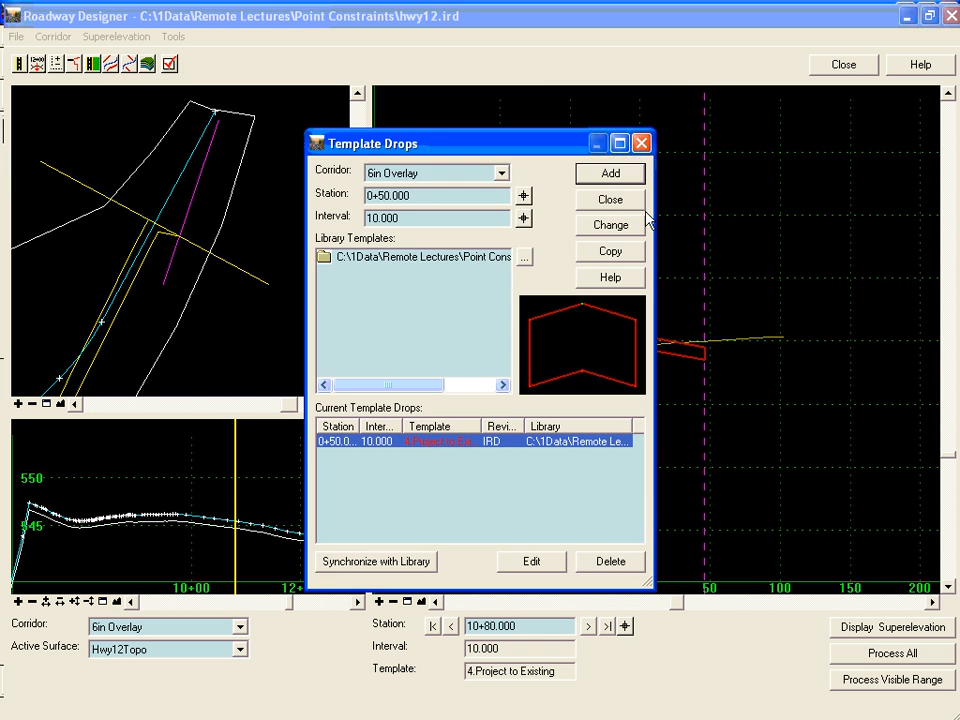 Roadway Designer - C:\1Data\Remote Lectures\Point Constraints\hwy12.ird
File Corridor Superelevation Tools
Close Help
Template Drops
Corridor: 6in Overlay Add
Station: 0+50.000 Close
Interval: 10.000 Change
Library Templates: Copy
C:\1Data\Remote Lectures\Point Cons ... Help
Current Template Drops:
Station Inter... Template Revi... Library
0+50.0... 10.000 4.Project to Exi... IRD C:\1Data\Remote Le...
Synchronize with Library Edit Delete
550
545
10+00 12+
50 100 150 200
Corridor: 6in Overlay
Active Surface: Hwy12Topo
Station: 10+80.000
Interval: 10.000
Template: 4.Project to Existing
Display Superelevation
Process All
Process Visible Range